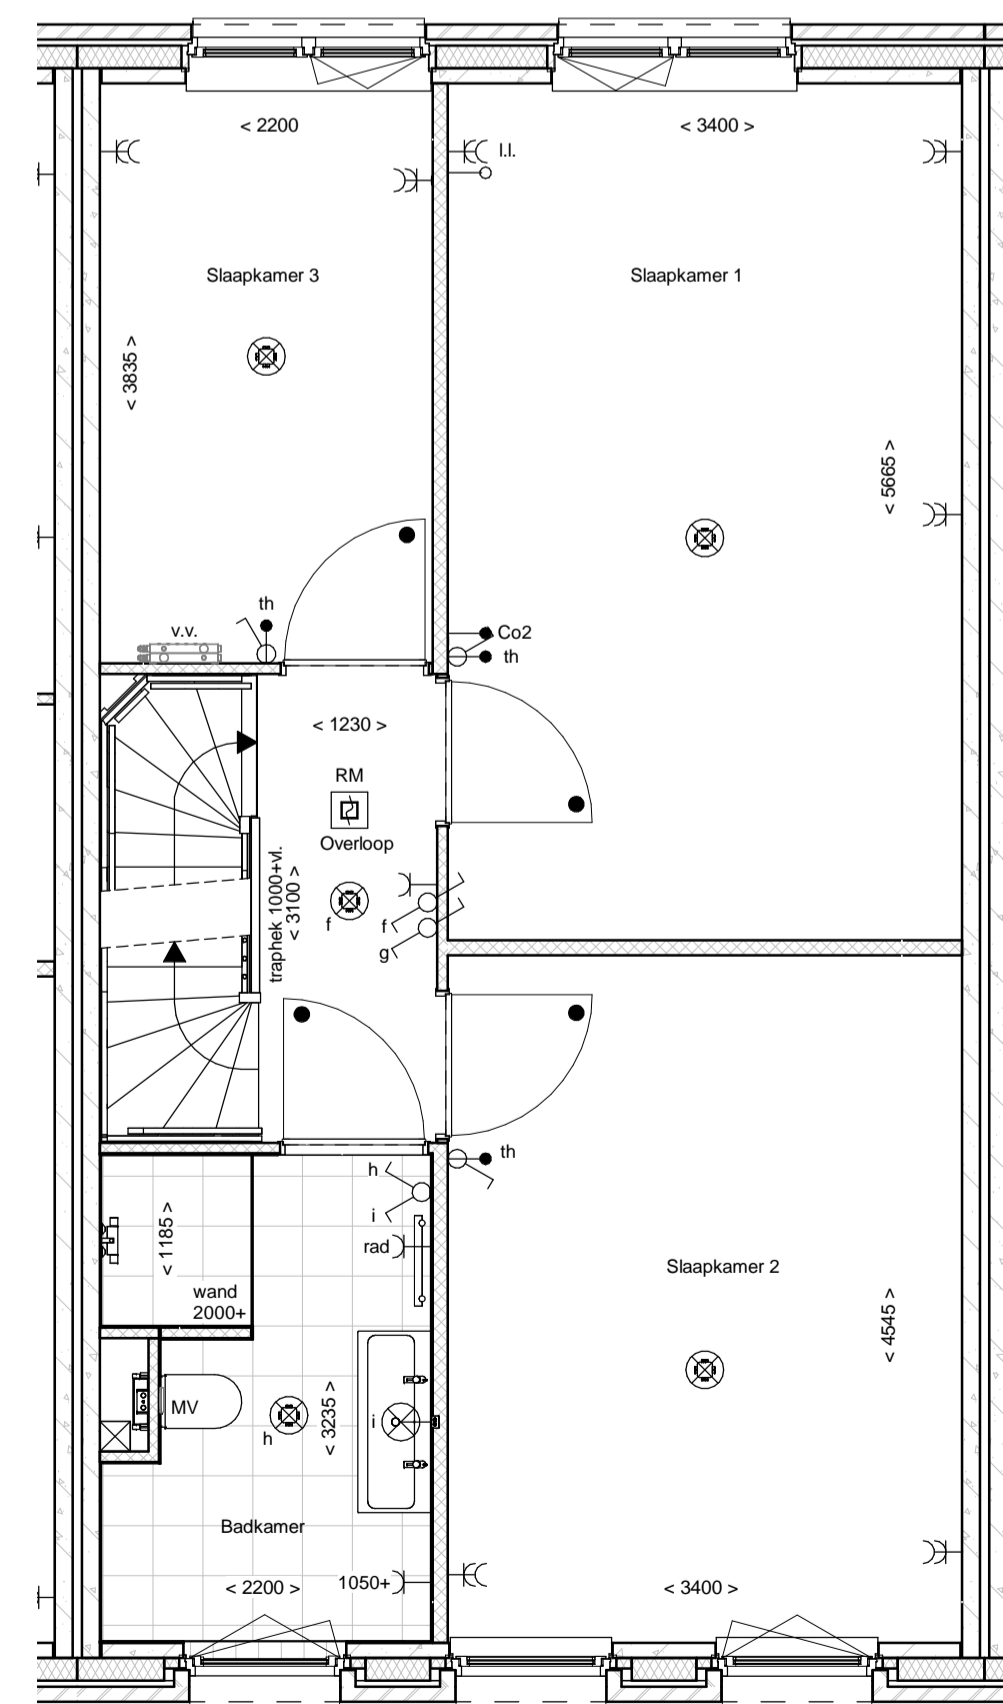 < 2200
< 3400 >
l.l.
Slaapkamer 3
Slaapkamer 1
< 3835 >
< 5665 >
th
v.v.
Co2
th
< 1230 >
RM
Overloop
traphek 1000+vl.
< 3100 >
f
f
g
h
th
i
rad
< 1185 >
wand
2000+
Slaapkamer 2
< 4545 >
MV
h
< 3235 >
i
Badkamer
1050+
< 2200 >
< 3400 >